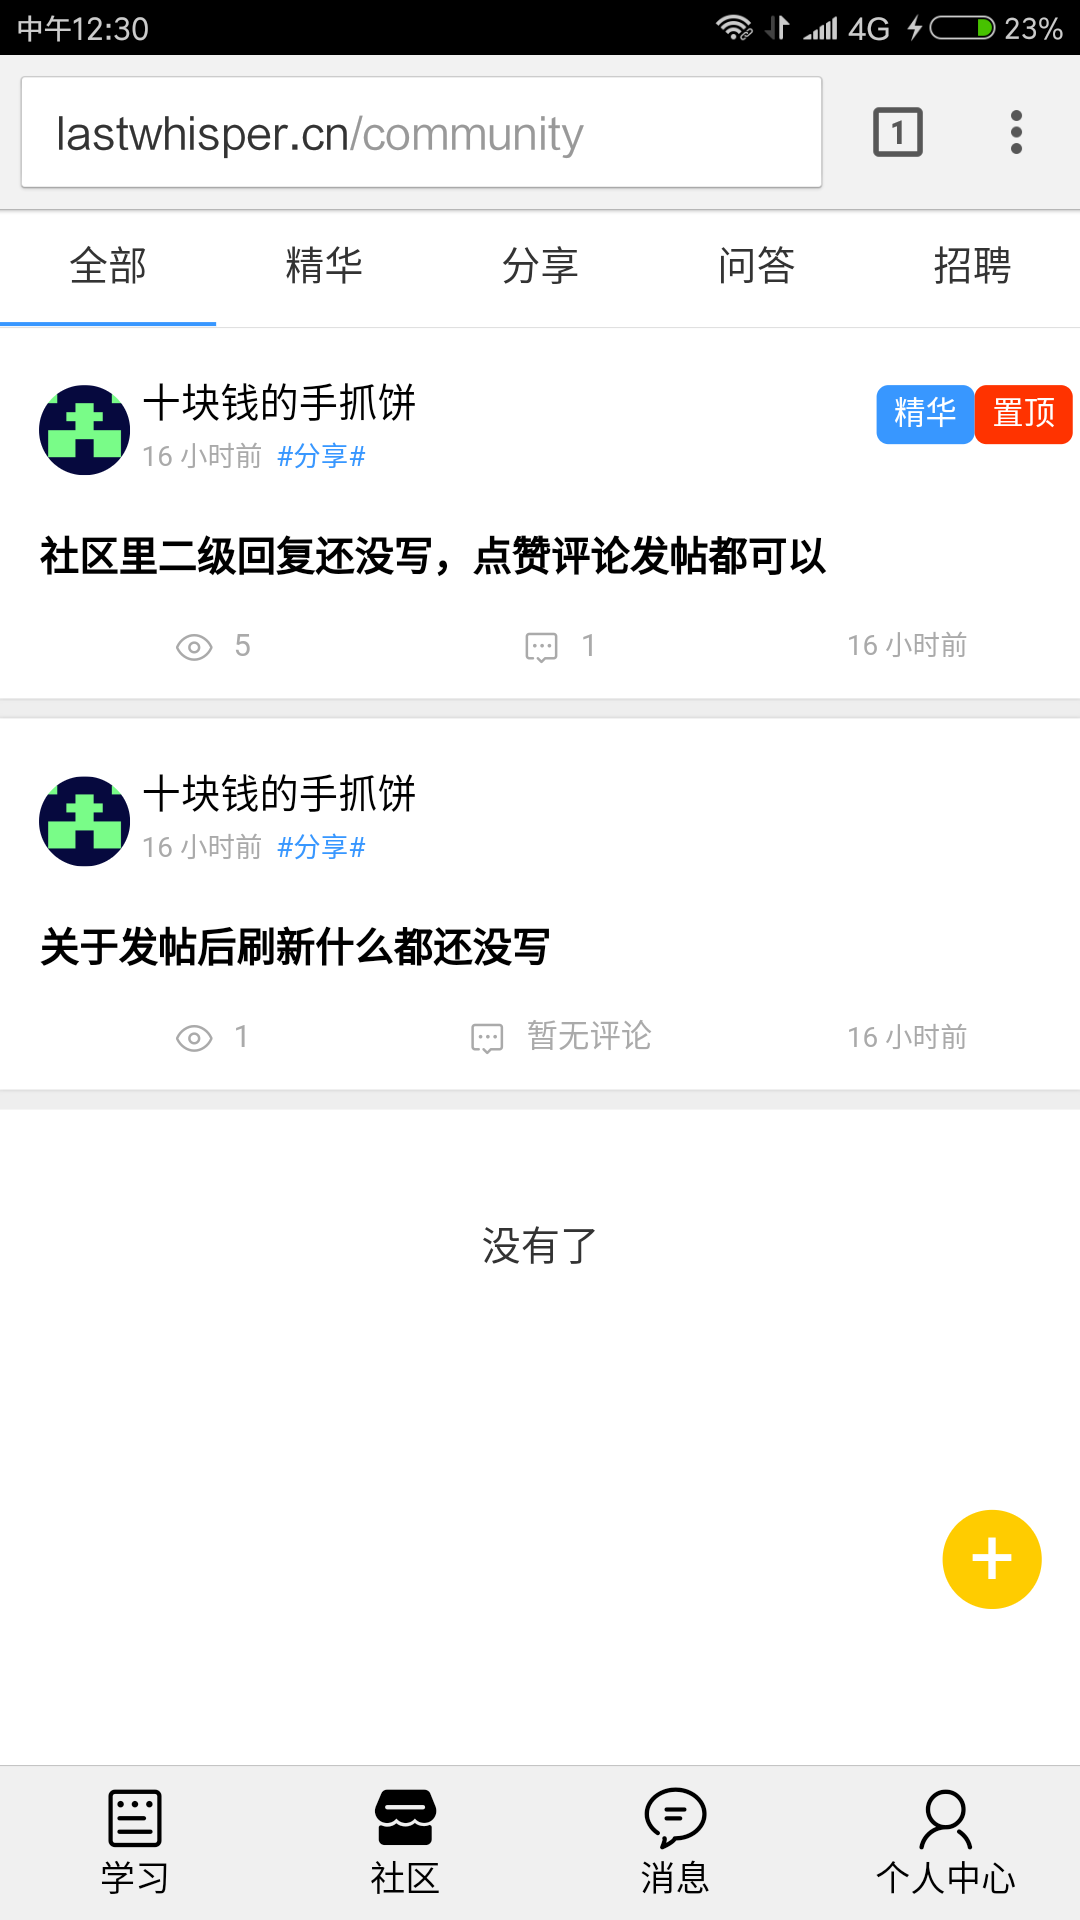 中午12:30 4G 23%
lastwhisper.cn/community 1
全部 精华 分享 问答 招聘
十块钱的手抓饼 精华 置顶
16 小时前 #分享#
社区里二级回复还没写，点赞评论发帖都可以
5 1 16 小时前
十块钱的手抓饼
16 小时前 #分享#
关于发帖后刷新什么都还没写
1 暂无评论 16 小时前
没有了
学习 社区 消息 个人中心